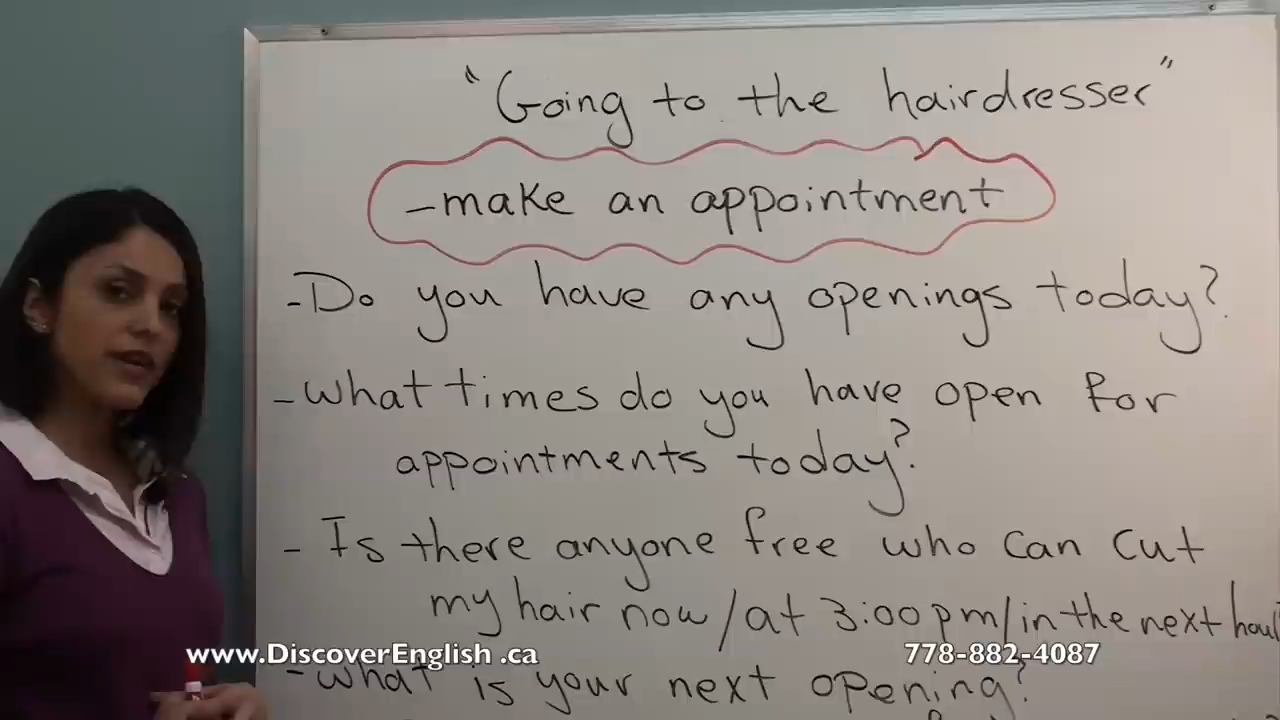 "Going to the hairdresser"
-make an appointment
-Do you have any openings today?
-What times do you have open for
appointments today?
- Is there anyone free who can cut
my hair now/at 3:00pm/in the next hour
www.DiscoverEnglish .ca 778-882-4087
-what is your next opening?